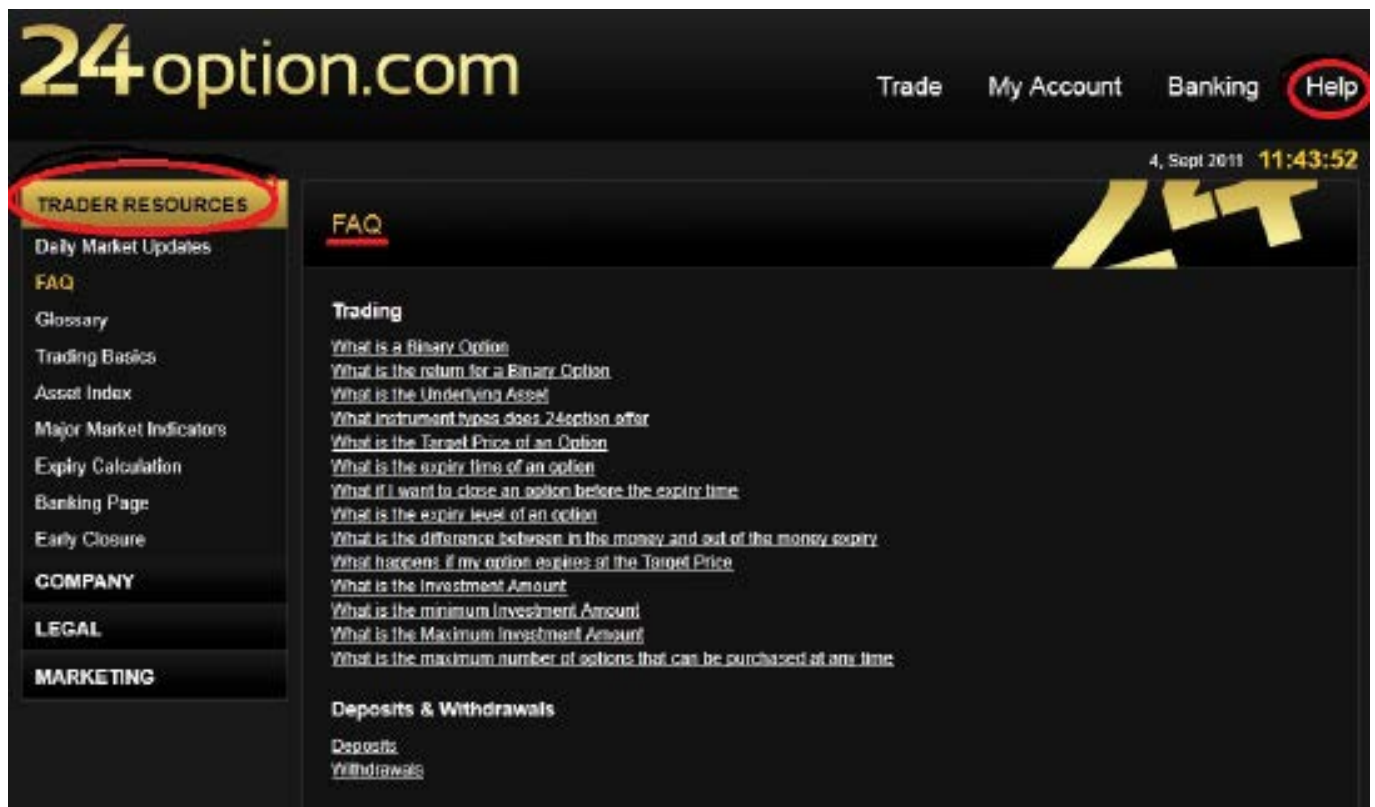 24option.com
Trade My Account Banking Help
4, Sept 2011 11:43:52
TRADER RESOURCES
Daily Market Updates
FAQ
Glossary
Trading Basics
Asset Index
Major Market Indicators
Expiry Calculation
Banking Page
Early Closure
COMPANY
LEGAL
MARKETING
FAQ
24
Trading
What is a Binary Option
What is the return for a Binary Option
What is the Underlying Asset
What instrument types does 24option offer
What is the Target Price of an Option
What is the expiry time of an option
What if I want to close an option before the expiry time
What is the expiry level of an option
What is the difference between in the money and out of the money expiry
What happens if my option expires at the Target Price
What is the Investment Amount
What is the minimum Investment Amount
What is the Maximum Investment Amount
What is the maximum number of options that can be purchased at any time
Deposits & Withdrawals
Deposits
Withdrawals